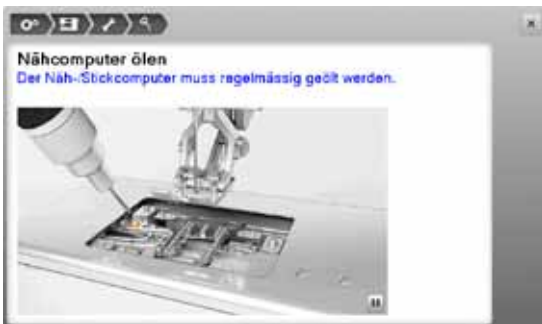 Nähcomputer ölen
Der Näh-/Stickcomputer muss regelmässig geölt werden.